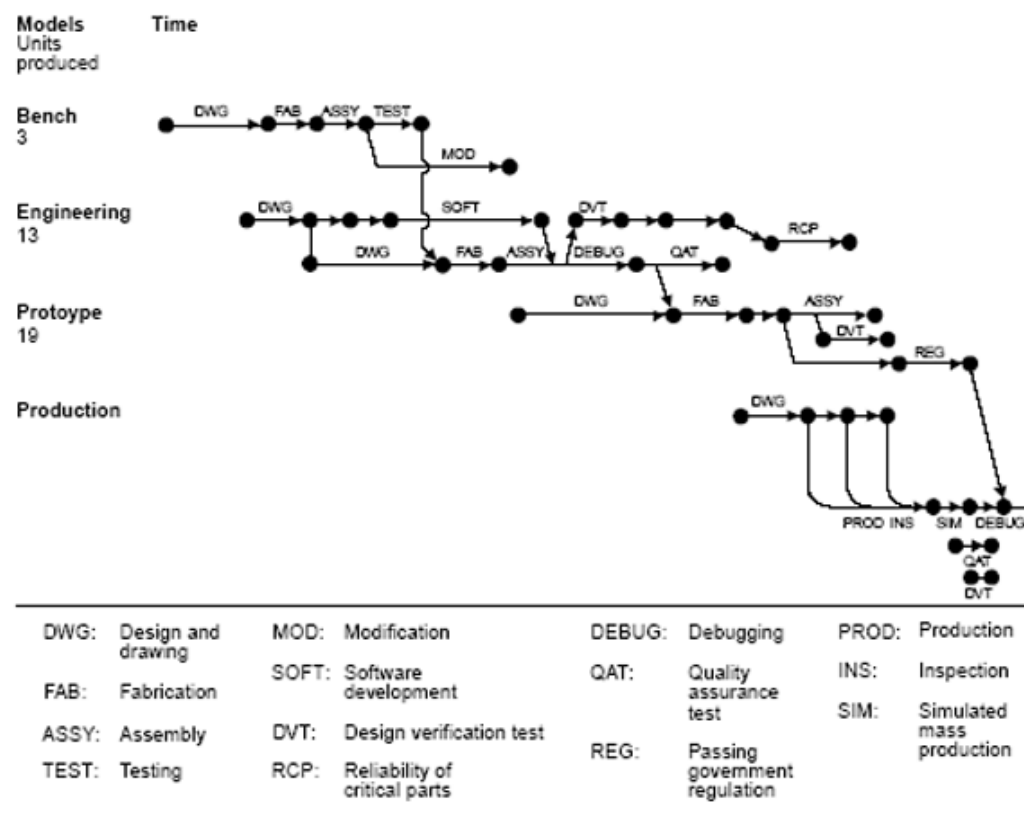 Models Time
Units
produced
Bench
3
DWG FAB ASSY TEST
MOD
Engineering
13
DWG SOFT DVT RCP
DWG FAB ASSY DEBUG QAT
Protoype
19
DWG FAB ASSY
DVT
REG
Production
DWG
PROD INS SIM DEBUG
QAT
DVT
DWG: Design and
drawing
FAB: Fabrication
ASSY: Assembly
TEST: Testing
MOD: Modification
SOFT: Software
development
DVT: Design verification test
RCP: Reliability of
critical parts
DEBUG: Debugging
QAT: Quality
assurance
test
REG: Passing
government
regulation
PROD: Production
INS: Inspection
SIM: Simulated
mass
production